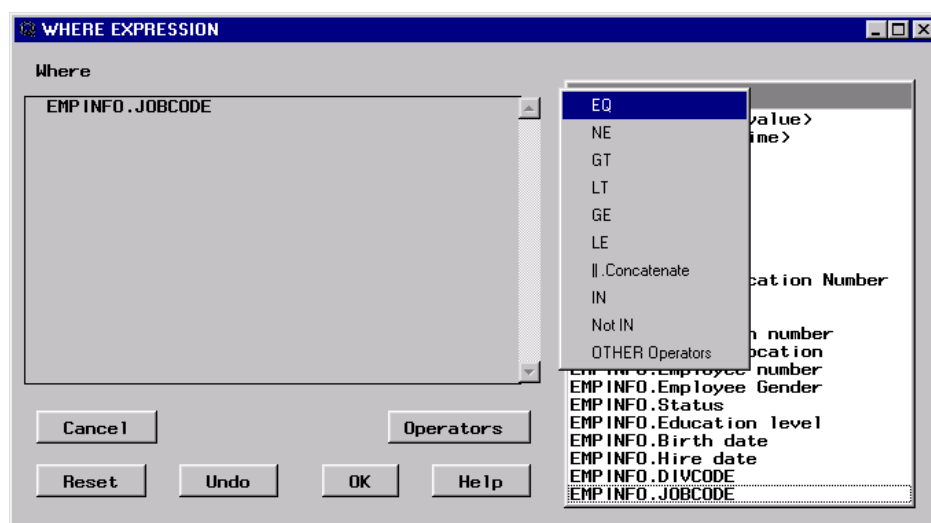 WHERE EXPRESSION
Where
EMPINFO.JOBCODE
EQ
NE
GT
LT
GE
LE
||.Concatenate
IN
Not IN
OTHER Operators
value>
ime>
cation Number
n number
ocation
EMPINFO.Employee number
EMPINFO.Employee Gender
EMPINFO.Status
EMPINFO.Education level
EMPINFO.Birth date
EMPINFO.Hire date
EMPINFO.DIVCODE
EMPINFO.JOBCODE
Cancel
Operators
Reset
Undo
OK
Help